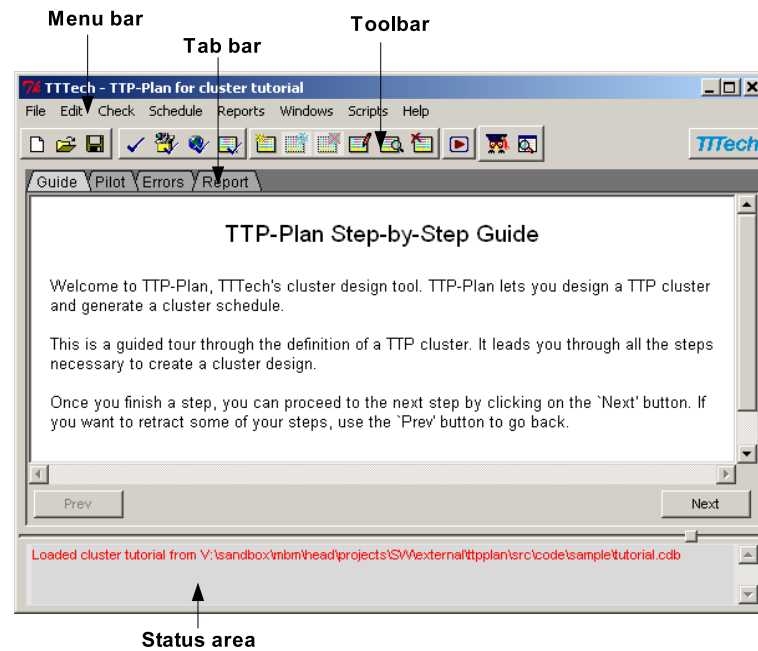 Menu bar
Tab bar
Toolbar
TTTech - TTP-Plan for cluster tutorial
File Edit Check Schedule Reports Windows Scripts Help
TTTech
Guide Pilot Errors Report
TTP-Plan Step-by-Step Guide
Welcome to TTP-Plan, TTTech's cluster design tool. TTP-Plan lets you design a TTP cluster
and generate a cluster schedule.
This is a guided tour through the definition of a TTP cluster. It leads you through all the steps
necessary to create a cluster design.
Once you finish a step, you can proceed to the next step by clicking on the `Next' button. If
you want to retract some of your steps, use the `Prev' button to go back.
Prev
Next
Loaded cluster tutorial from V:\sandbox\mbm\head\projects\SW\external\ttpplan\src\code\sample\tutorial.cdb
Status area